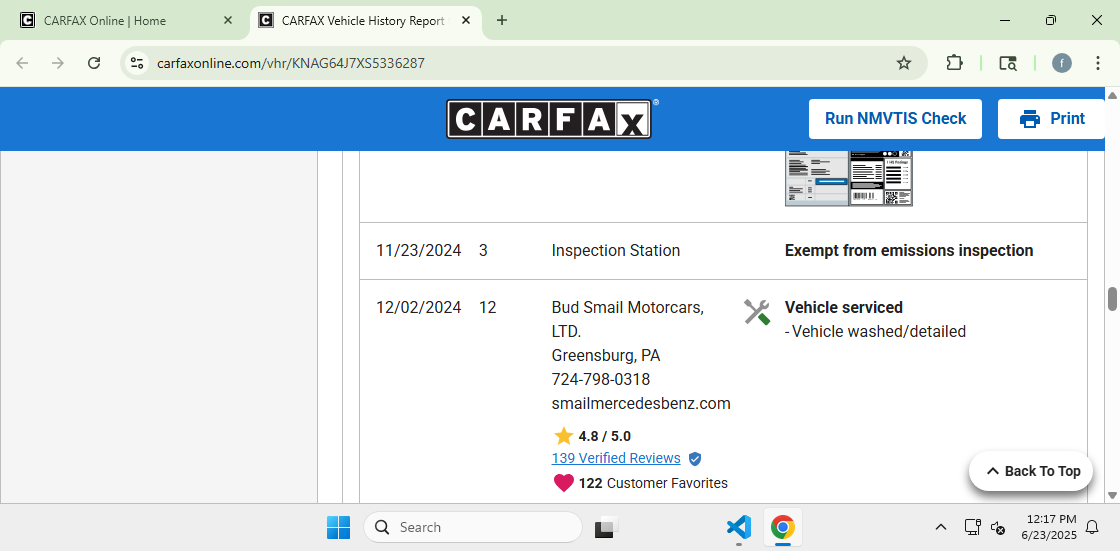 CARFAX Online | Home
CARFAX Vehicle History Report
carfaxonline.com/vhr/KNAG64J7XS5336287
f
CARFAX®
Run NMVTIS Check
Print
11/23/2024 3 Inspection Station Exempt from emissions inspection
12/02/2024 12 Bud Smail Motorcars, Vehicle serviced
LTD. - Vehicle washed/detailed
Greensburg, PA
724-798-0318
smailmercedesbenz.com
4.8 / 5.0
139 Verified Reviews
122 Customer Favorites
Back To Top
Search
12:17 PM
6/23/2025